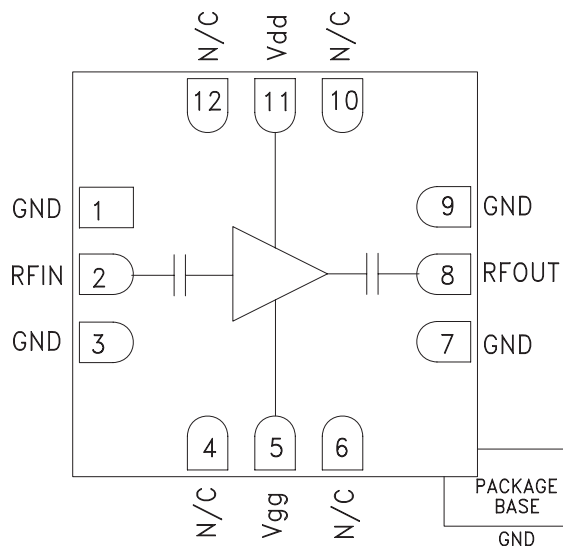 N/C Vdd N/C
12 11 10
GND 1 9 GND
RFIN 2 8 RFOUT
GND 3 7 GND
4 5 6
N/C Vgg N/C
PACKAGE
BASE
GND